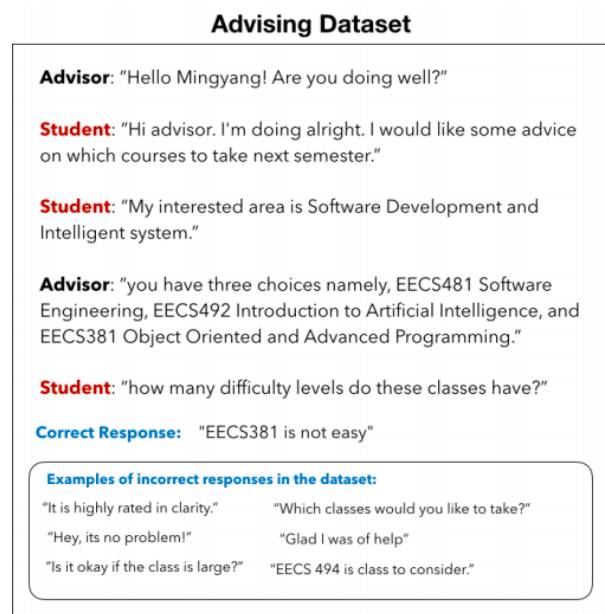 Advising Dataset
Advisor: “Hello Mingyang! Are you doing well?”
Student: “Hi advisor. I'm doing alright. I would like some advice
on which courses to take next semester.”
Student: “My interested area is Software Development and
Intelligent system.”
Advisor: “you have three choices namely, EECS481 Software
Engineering, EECS492 Introduction to Artificial Intelligence, and
EECS381 Object Oriented and Advanced Programming.”
Student: “how many difficulty levels do these classes have?”
Correct Response: "EECS381 is not easy"
Examples of incorrect responses in the dataset:
“It is highly rated in clarity.” “Which classes would you like to take?”
“Hey, its no problem!” “Glad I was of help”
“Is it okay if the class is large?” “EECS 494 is class to consider.”